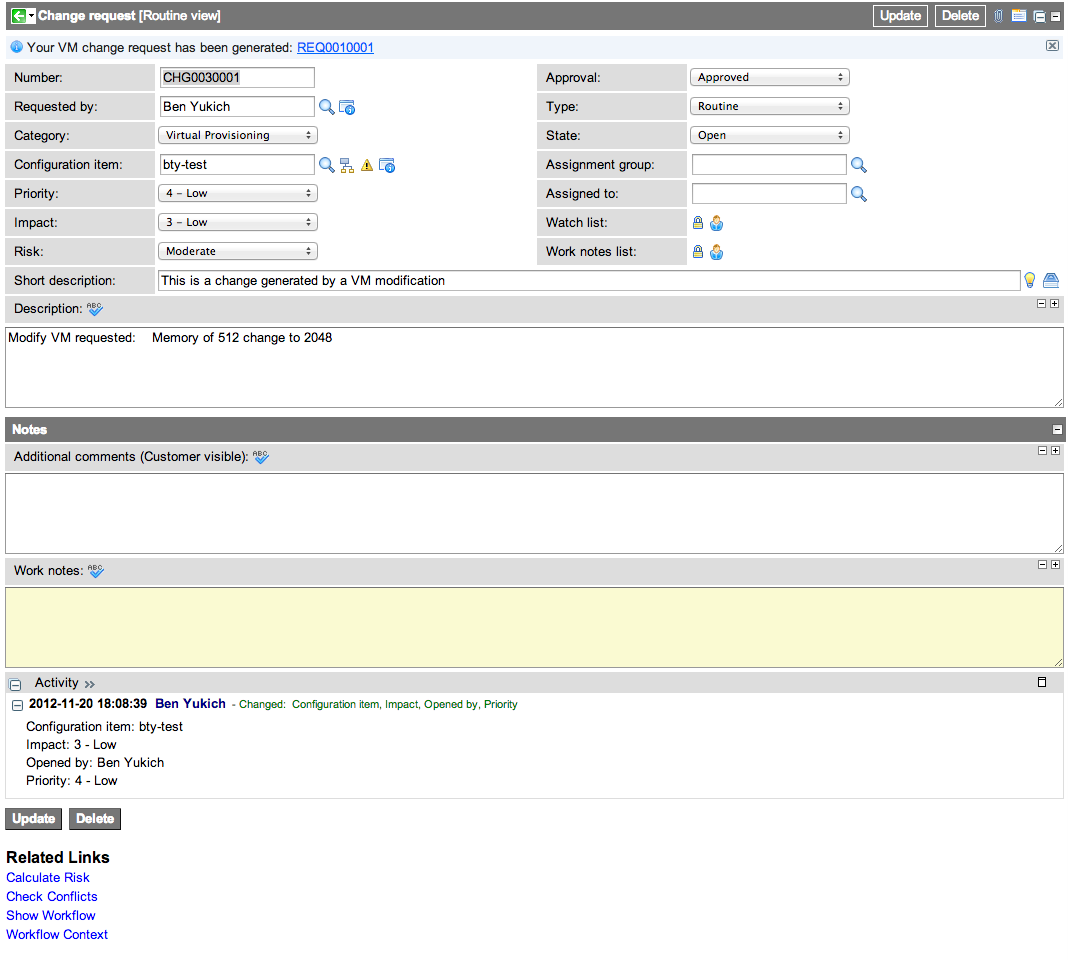 Change request [Routine view] Update Delete
Your VM change request has been generated: REQ0010001
Number: CHG0030001 Approval: Approved
Requested by: Ben Yukich Type: Routine
Category: Virtual Provisioning State: Open
Configuration item: bty-test Assignment group:
Priority: 4 – Low Assigned to:
Impact: 3 – Low Watch list:
Risk: Moderate Work notes list:
Short description: This is a change generated by a VM modification
Description: ABC
Modify VM requested: Memory of 512 change to 2048
Notes
Additional comments (Customer visible): ABC
Work notes: ABC
Activity »
2012-11-20 18:08:39 Ben Yukich - Changed: Configuration item, Impact, Opened by, Priority
Configuration item: bty-test
Impact: 3 - Low
Opened by: Ben Yukich
Priority: 4 - Low
Update Delete
Related Links
Calculate Risk
Check Conflicts
Show Workflow
Workflow Context